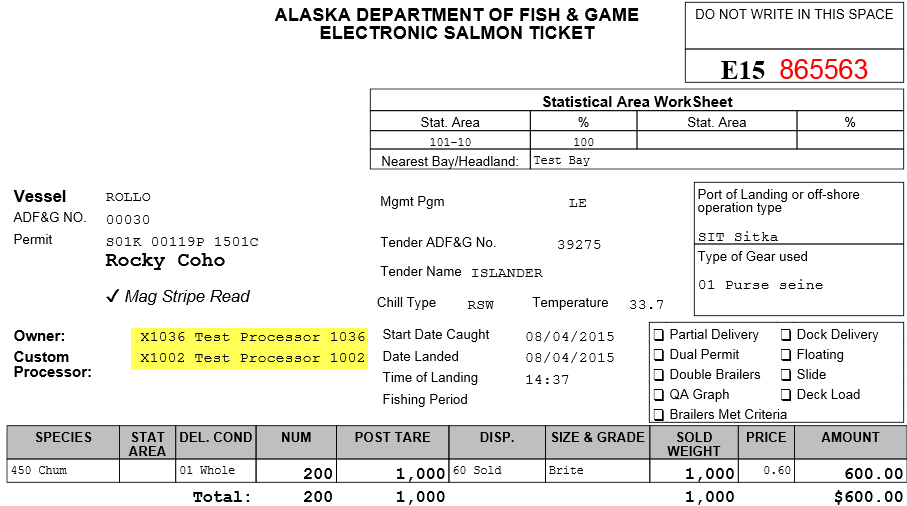 ALASKA DEPARTMENT OF FISH & GAME
ELECTRONIC SALMON TICKET
DO NOT WRITE IN THIS SPACE
E15 865563
Statistical Area WorkSheet
Stat. Area % Stat. Area %
101-10 100
Nearest Bay/Headland: Test Bay
Vessel ROLLO
ADF&G NO. 00030
Permit S01K 00119P 1501C
Rocky Coho
✓ Mag Stripe Read
Mgmt Pgm LE
Tender ADF&G No. 39275
Tender Name ISLANDER
Chill Type RSW Temperature 33.7
Port of Landing or off-shore
operation type
SIT Sitka
Type of Gear used
01 Purse seine
Owner: X1036 Test Processor 1036
Custom X1002 Test Processor 1002
Processor:
Start Date Caught 08/04/2015
Date Landed 08/04/2015
Time of Landing 14:37
Fishing Period
❏ Partial Delivery ❏ Dock Delivery
❏ Dual Permit ❏ Floating
❏ Double Brailers ❏ Slide
❏ QA Graph ❏ Deck Load
❏ Brailers Met Criteria
SPECIES STAT DEL. COND NUM POST TARE DISP. SIZE & GRADE SOLD PRICE AMOUNT
AREA WEIGHT
450 Chum 01 Whole 200 1,000 60 Sold Brite 1,000 0.60 600.00
Total: 200 1,000 1,000 $600.00